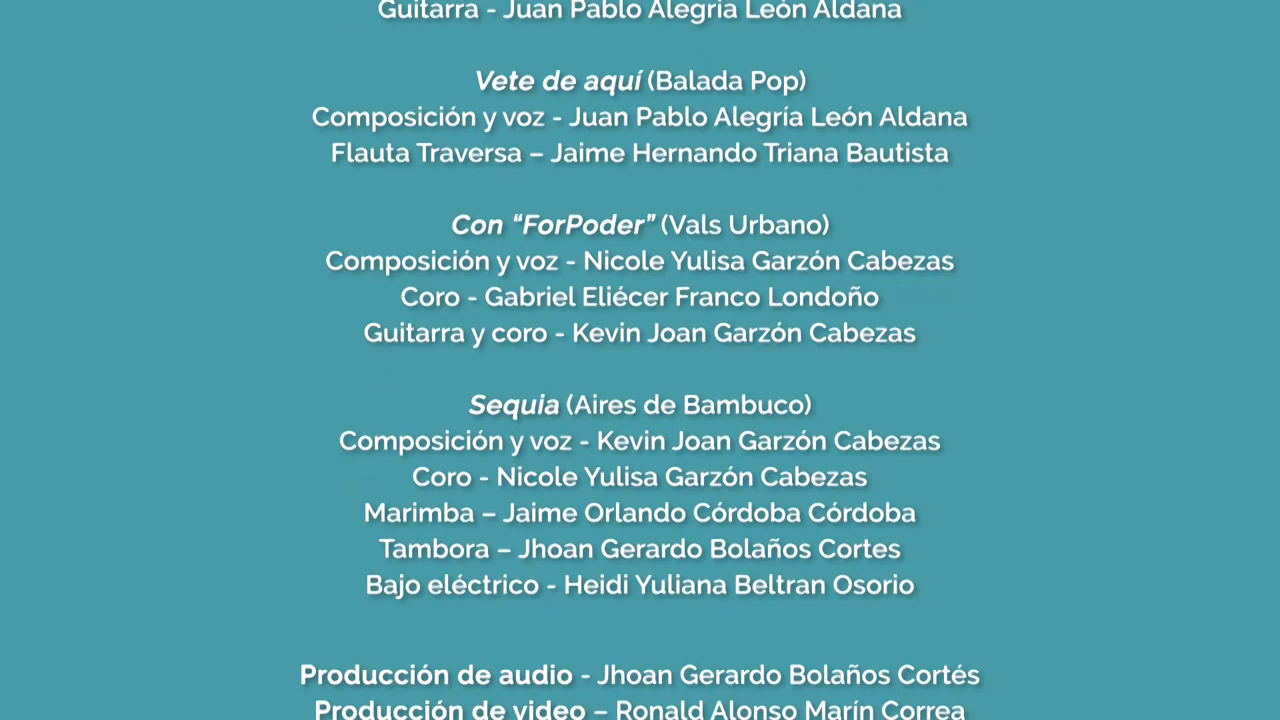 Guitarra - Juan Pablo Alegría León Aldana
Vete de aquí (Balada Pop)
Composición y voz - Juan Pablo Alegría León Aldana
Flauta Traversa – Jaime Hernando Triana Bautista
Con “ForPoder” (Vals Urbano)
Composición y voz - Nicole Yulisa Garzón Cabezas
Coro - Gabriel Eliécer Franco Londoño
Guitarra y coro - Kevin Joan Garzón Cabezas
Sequia (Aires de Bambuco)
Composición y voz - Kevin Joan Garzón Cabezas
Coro - Nicole Yulisa Garzón Cabezas
Marimba – Jaime Orlando Córdoba Córdoba
Tambora – Jhoan Gerardo Bolaños Cortes
Bajo eléctrico - Heidi Yuliana Beltran Osorio
Producción de audio - Jhoan Gerardo Bolaños Cortés
Producción de video – Ronald Alonso Marín Correa